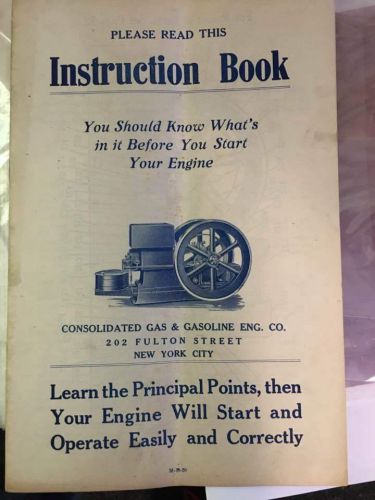 PLEASE READ THIS
Instruction Book
You Should Know What's
in it Before You Start
Your Engine
CONSOLIDATED GAS & GASOLINE ENG. CO.
202 FULTON STREET
NEW YORK CITY
Learn the Principal Points, then
Your Engine Will Start and
Operate Easily and Correctly